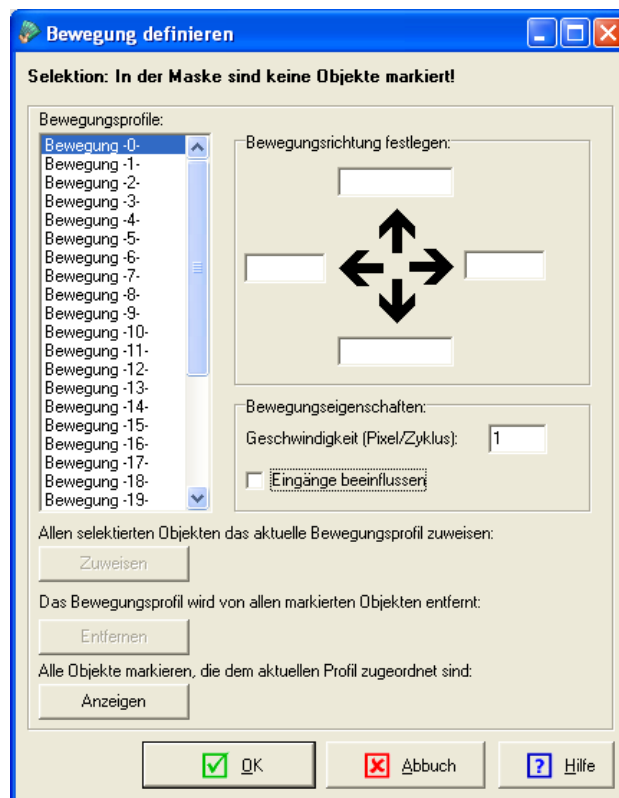 Bewegung definieren
Selektion: In der Maske sind keine Objekte markiert!
Bewegungsprofile:
Bewegung -0-
Bewegung -1-
Bewegung -2-
Bewegung -3-
Bewegung -4-
Bewegung -5-
Bewegung -6-
Bewegung -7-
Bewegung -8-
Bewegung -9-
Bewegung -10-
Bewegung -11-
Bewegung -12-
Bewegung -13-
Bewegung -14-
Bewegung -15-
Bewegung -16-
Bewegung -17-
Bewegung -18-
Bewegung -19-
Bewegungsrichtung festlegen:
Bewegungseigenschaften:
Geschwindigkeit (Pixel/Zyklus): 1
Eingänge beeinflussen
Allen selektierten Objekten das aktuelle Bewegungsprofil zuweisen:
Zuweisen
Das Bewegungsprofil wird von allen markierten Objekten entfernt:
Entfernen
Alle Objekte markieren, die dem aktuellen Profil zugeordnet sind:
Anzeigen
OK Abbuch ? Hilfe